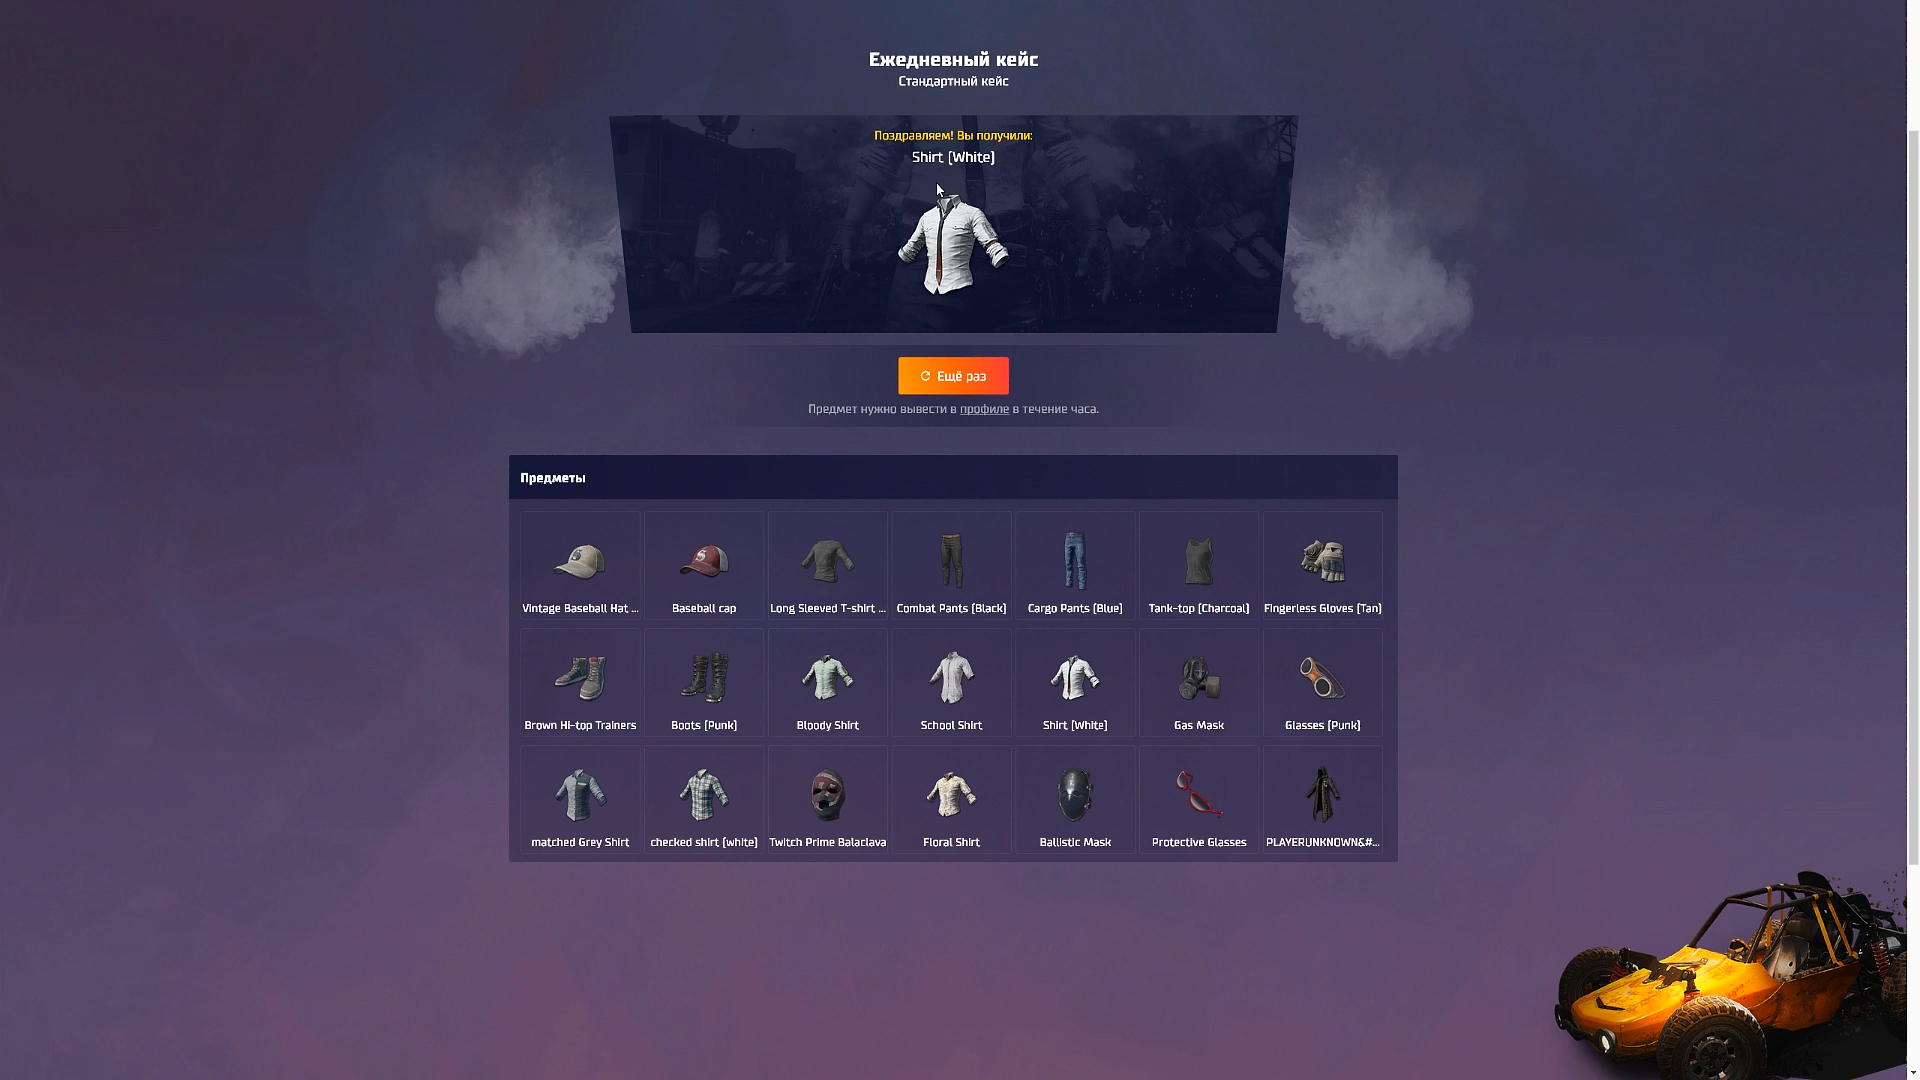 Ежедневный кейс
Стандартный кейс
Поздравляем! Вы получили:
Shirt [White]
Ещё раз
Предмет нужно вывести в профиле в течение часа.
Предметы
Vintage Baseball Hat ...
Baseball cap
Long Sleeved T-shirt ...
Combat Pants [Black]
Cargo Pants [Blue]
Tank-top [Charcoal]
Fingerless Gloves [Tan]
Brown Hi-top Trainers
Boots [Punk]
Bloody Shirt
School Shirt
Shirt [White]
Gas Mask
Glasses [Punk]
matched Grey Shirt
checked shirt [white]
Twitch Prime Balaclava
Floral Shirt
Ballistic Mask
Protective Glasses
PLAYERUNKNOWN&#...